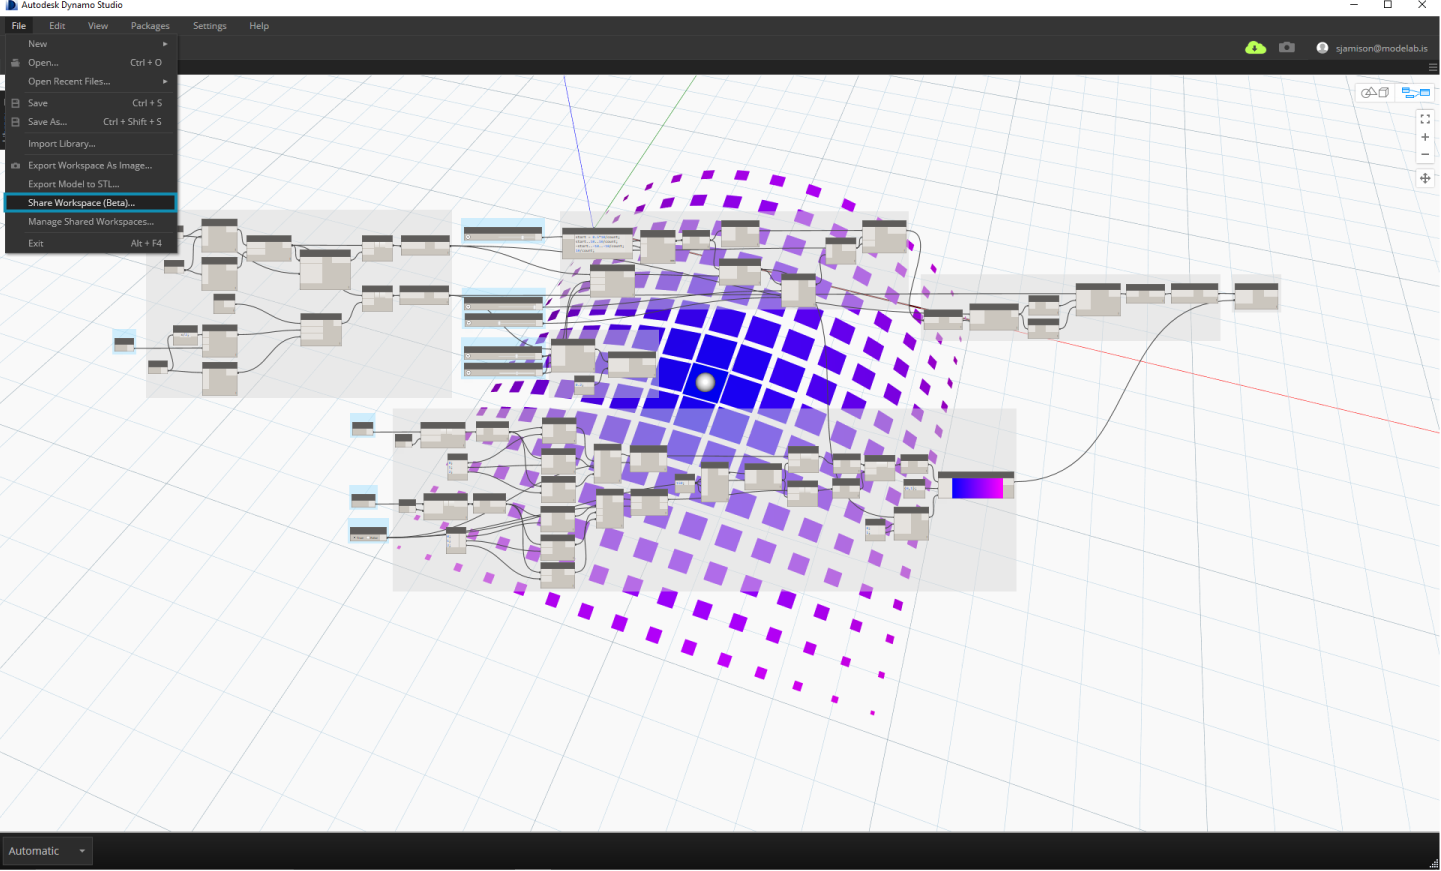 Autodesk Dynamo Studio
File Edit View Packages Settings Help
New
Open... Ctrl + O
Open Recent Files...
Save Ctrl + S
Save As... Ctrl + Shift + S
Import Library...
Export Workspace As Image...
Export Model to STL...
Share Workspace (Beta)...
Manage Shared Workspaces...
Exit Alt + F4
sjamison@modelab.is
Automatic